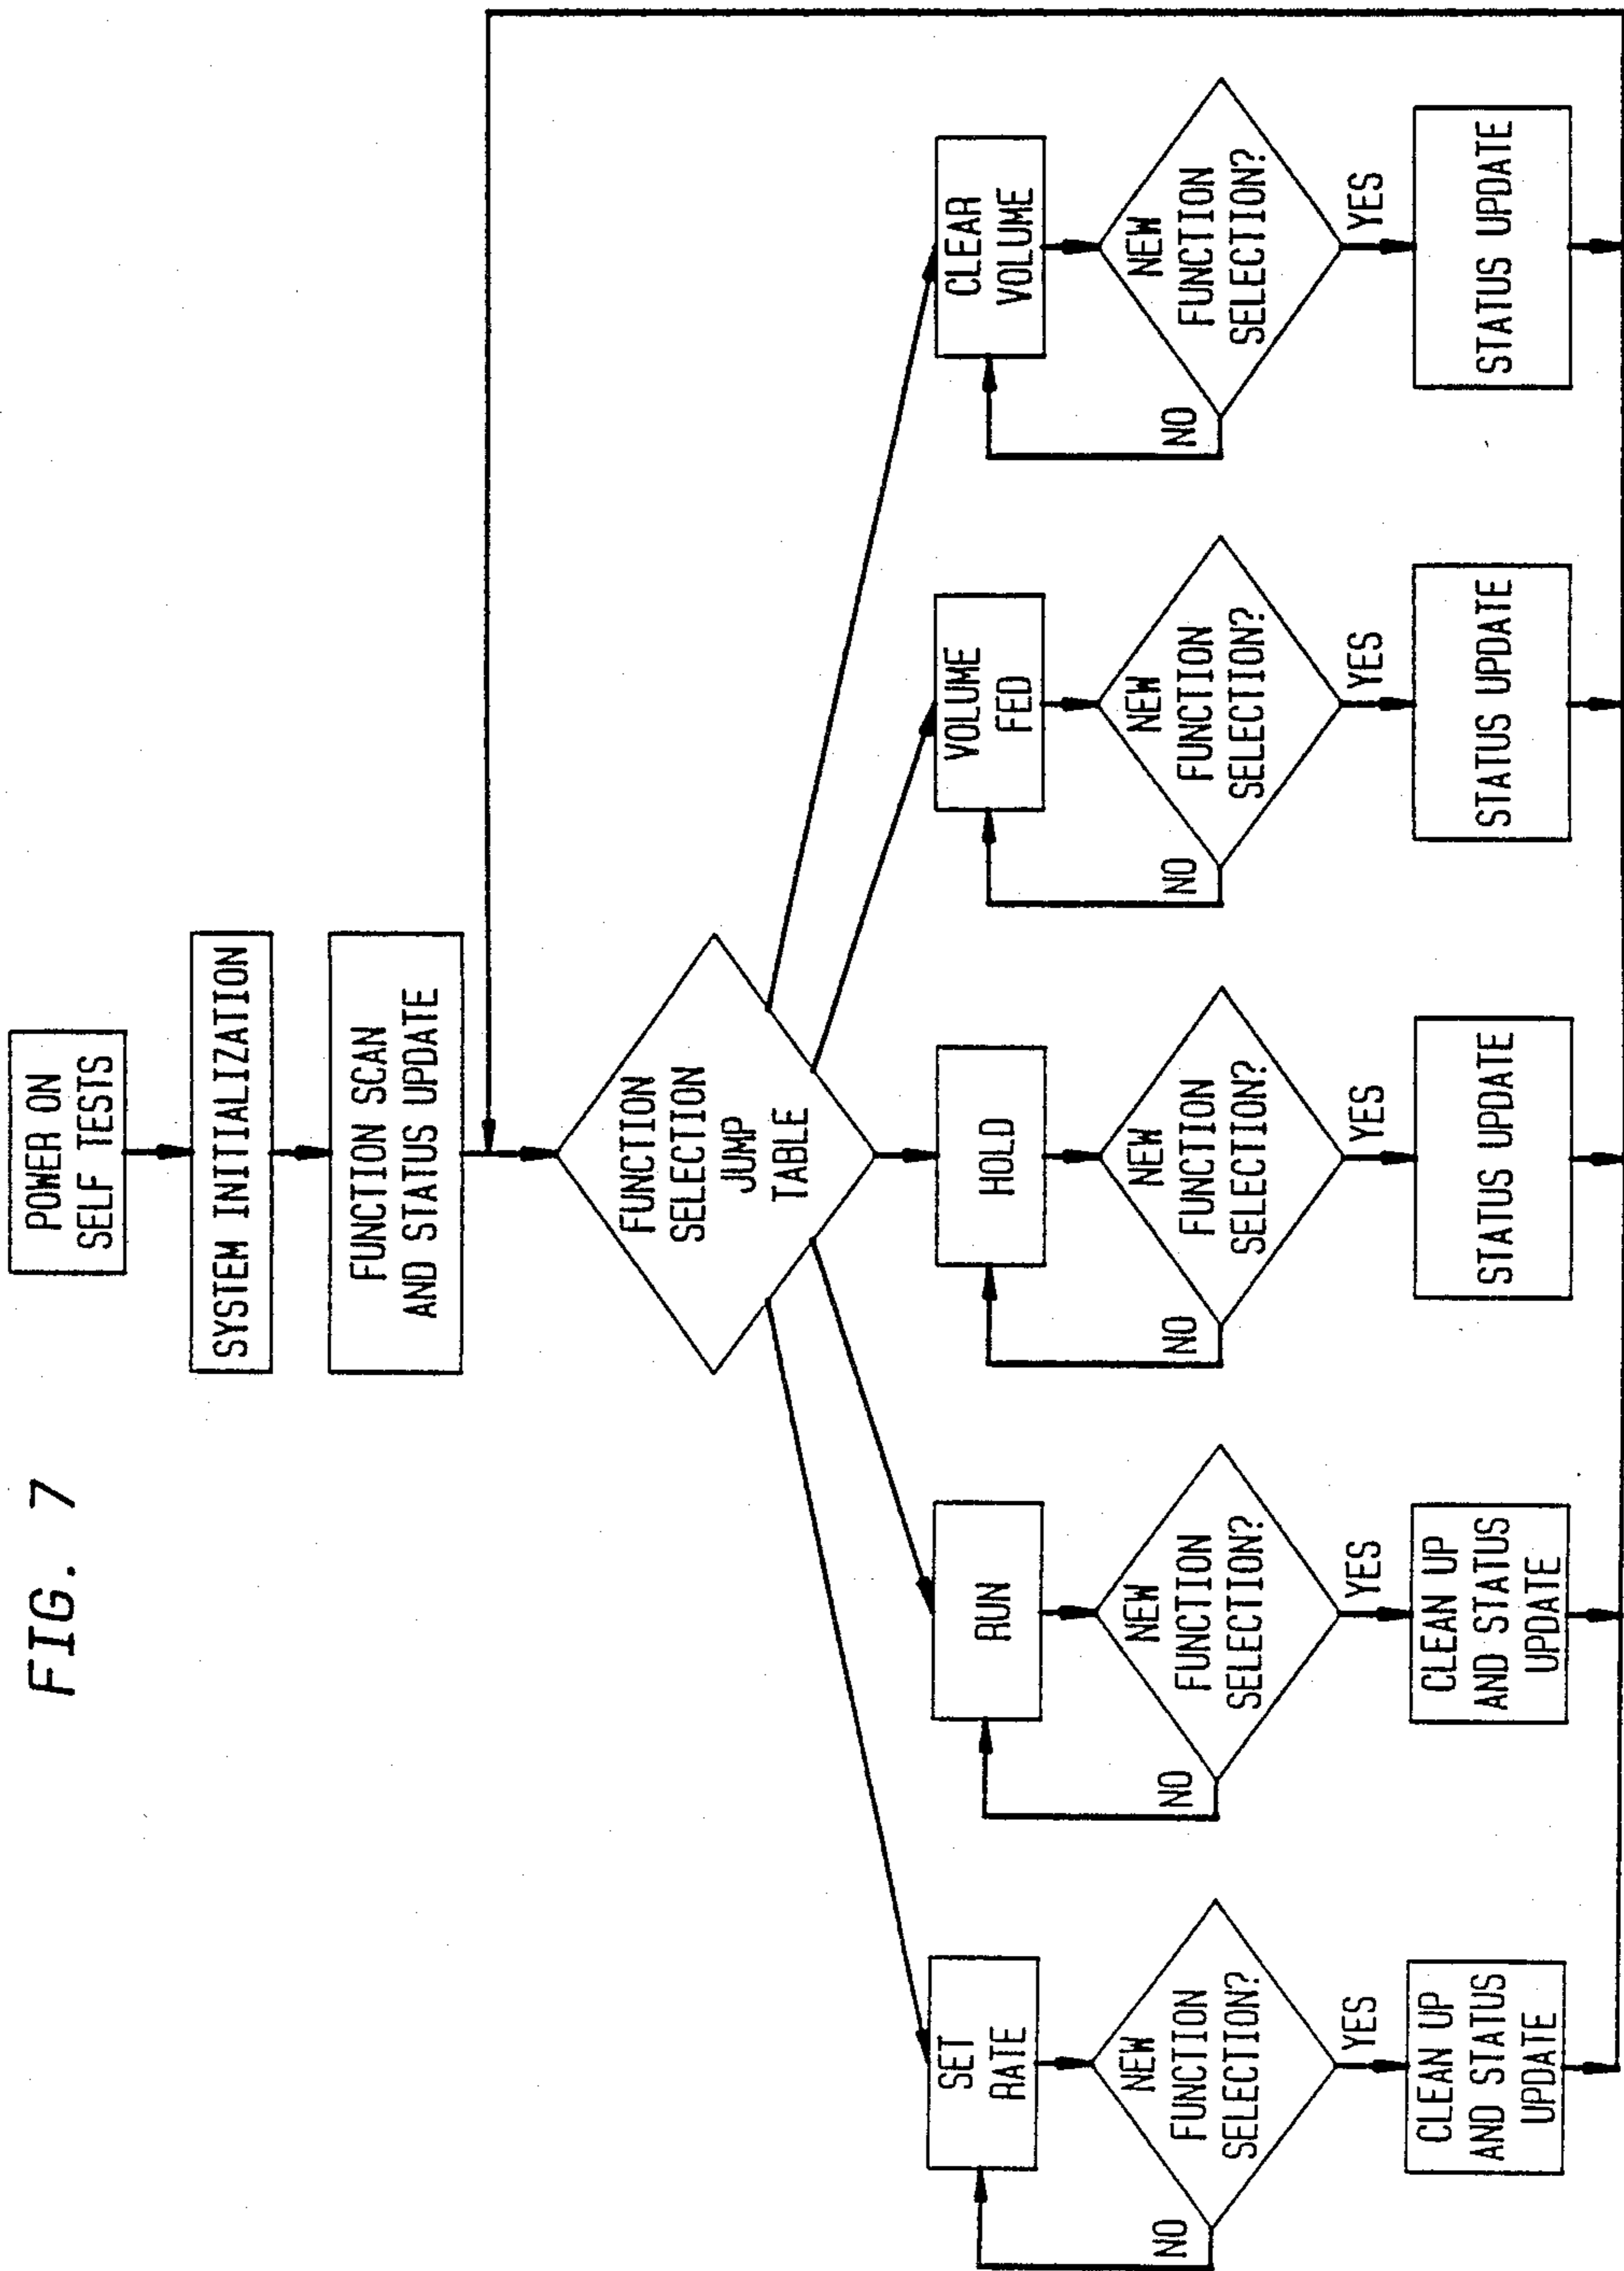 FIG. 7
POWER ON
SELF TESTS
SYSTEM INITIALIZATION
FUNCTION SCAN
AND STATUS UPDATE
FUNCTION
SELECTION
JUMP
TABLE
SET
RATE
RUN
HOLD
VOLUME
FED
CLEAR
VOLUME
NEW
FUNCTION
SELECTION?
NO
YES
NEW
FUNCTION
SELECTION?
NO
YES
NEW
FUNCTION
SELECTION?
NO
YES
NEW
FUNCTION
SELECTION?
NO
YES
NEW
FUNCTION
SELECTION?
NO
YES
CLEAN UP
AND STATUS
UPDATE
CLEAN UP
AND STATUS
UPDATE
STATUS UPDATE
STATUS UPDATE
STATUS UPDATE